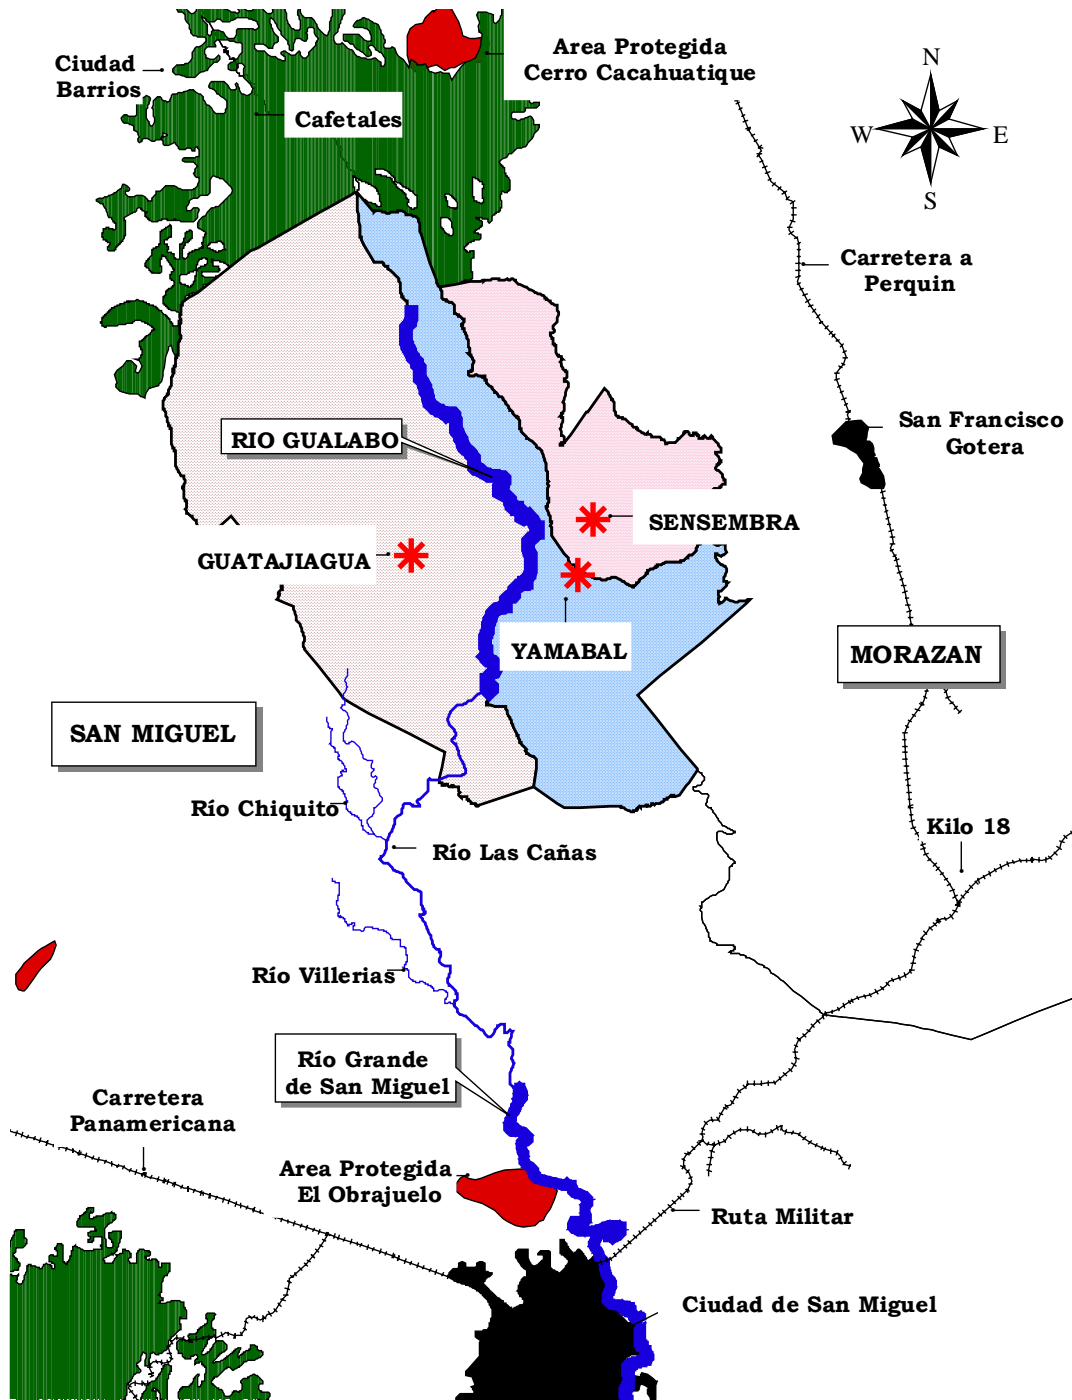 Area Protegida
Cerro Cacahuatique
Ciudad
Barrios
Cafetales
N
W
E
S
Carretera a
Perquin
San Francisco
Gotera
RIO GUALABO
SENSEMBRA
GUATAJIAGUA
YAMABAL
MORAZAN
SAN MIGUEL
Río Chiquito
Kilo 18
Río Las Cañas
Río Villerias
Río Grande
de San Miguel
Carretera
Panamericana
Area Protegida
El Obrajuelo
Ruta Militar
Ciudad de San Miguel